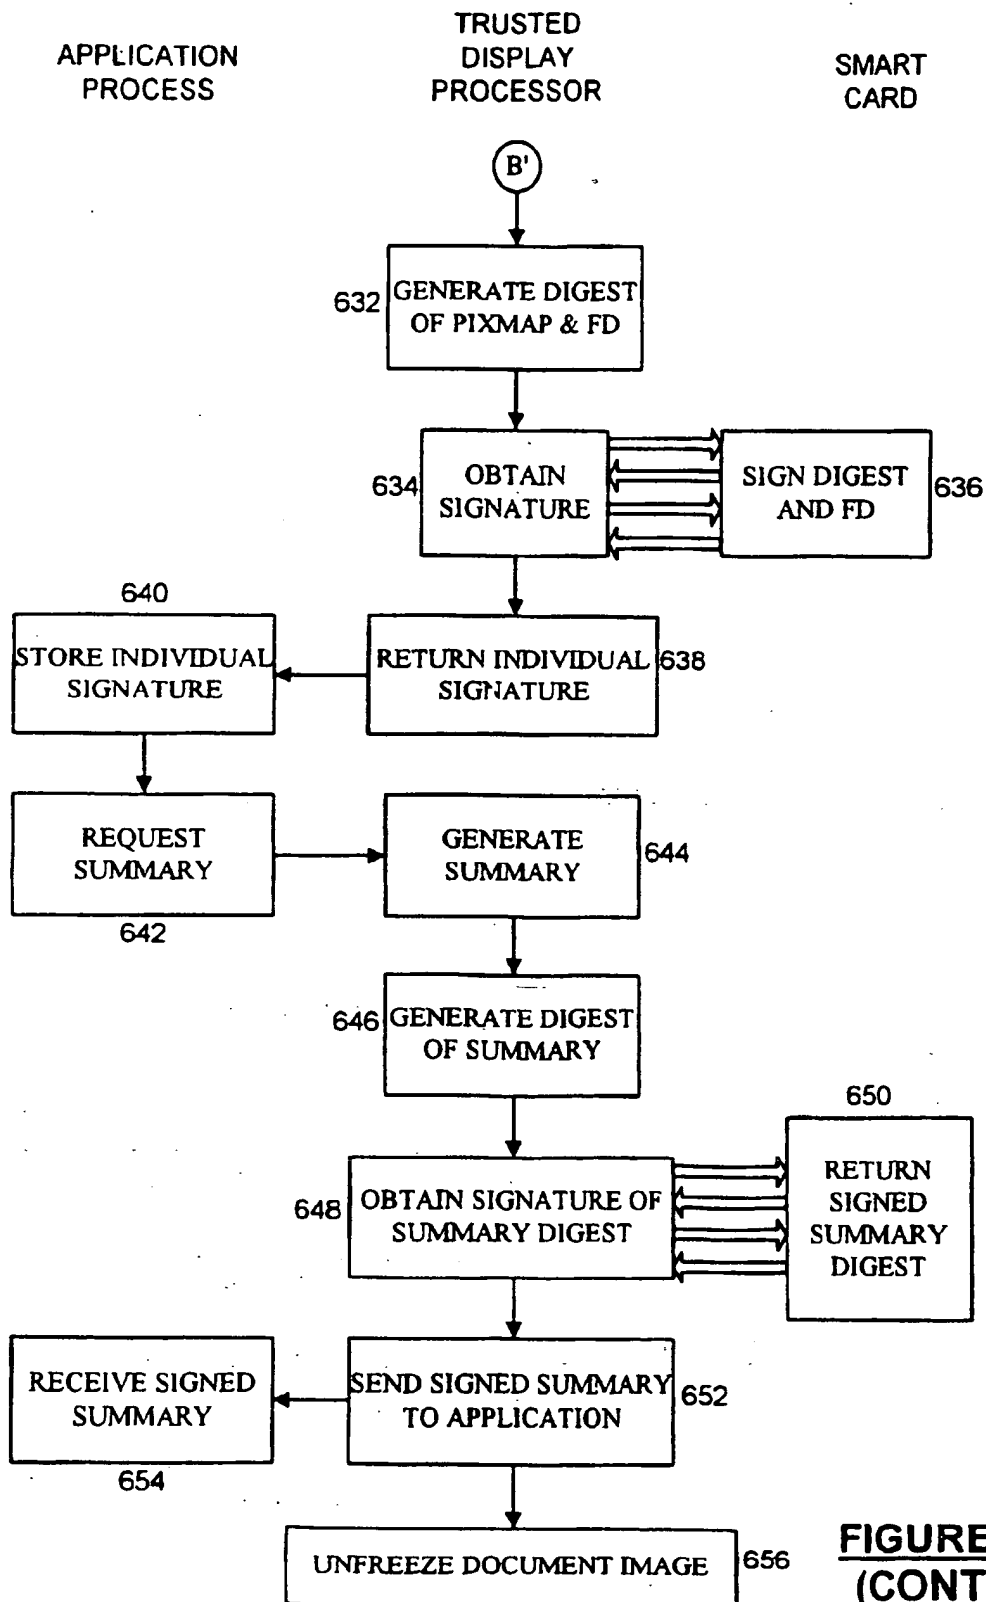 APPLICATION
PROCESS
TRUSTED
DISPLAY
PROCESSOR
SMART
CARD
B'
632
GENERATE DIGEST
OF PIXMAP & FD
634
OBTAIN
SIGNATURE
SIGN DIGEST
AND FD
636
640
STORE INDIVIDUAL
SIGNATURE
RETURN INDIVIDUAL
SIGNATURE
638
REQUEST
SUMMARY
642
GENERATE
SUMMARY
644
646
GENERATE DIGEST
OF SUMMARY
648
OBTAIN SIGNATURE OF
SUMMARY DIGEST
650
RETURN
SIGNED
SUMMARY
DIGEST
RECEIVE SIGNED
SUMMARY
654
SEND SIGNED SUMMARY
TO APPLICATION
652
UNFREEZE DOCUMENT IMAGE
656
FIGURE
(CONT